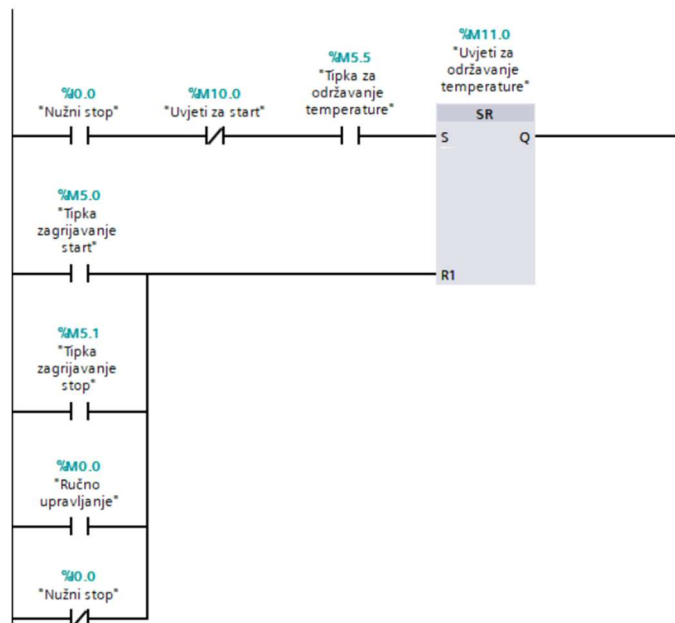 %M11.0
"Uvjeti za
održavanje
temperature"
%M5.5
"Tipka za
održavanje
temperature"
%I0.0
"Nužni stop"
%M10.0
"Uvjeti za start"
SR
S
Q
%M5.0
"Tipka
zagrijavanje
start"
R1
%M5.1
"Tipka
zagrijavanje
stop"
%M0.0
"Ručno
upravljanje"
%I0.0
"Nužni stop"